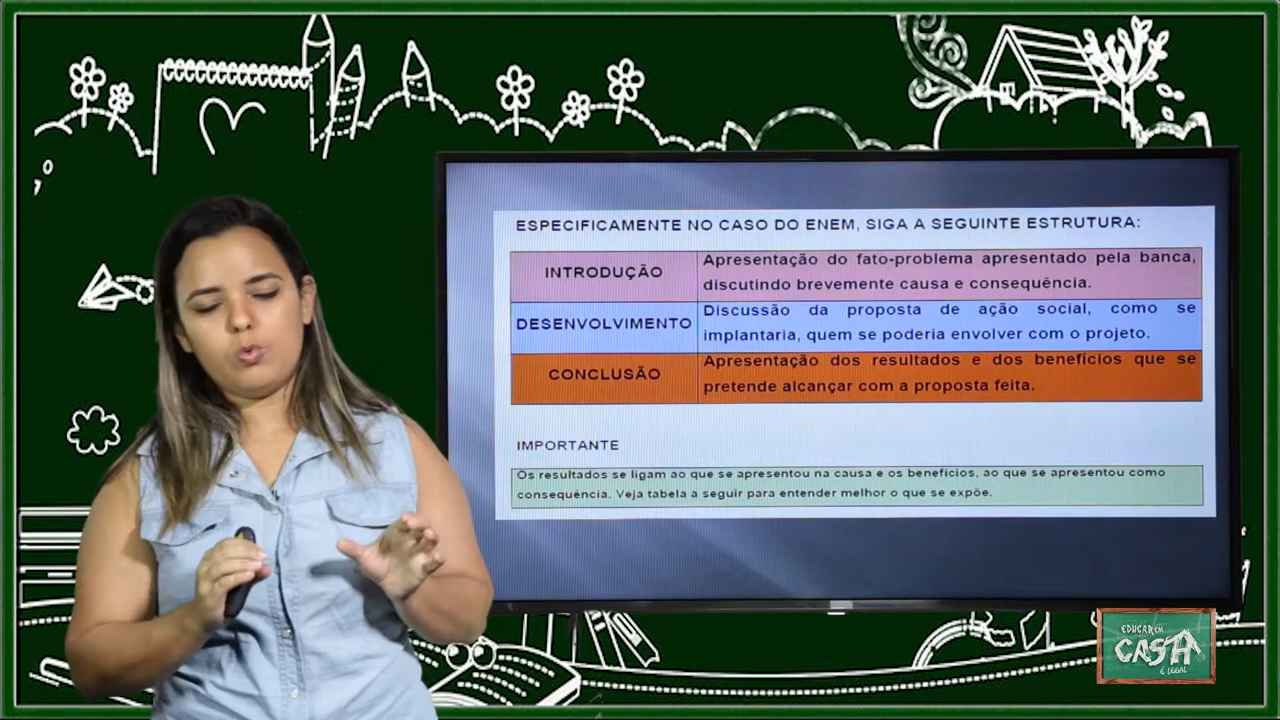 ESPECIFICAMENTE NO CASO DO ENEM, SIGA A SEGUINTE ESTRUTURA:
INTRODUÇÃO
Apresentação do fato-problema apresentado pela banca,
discutindo brevemente causa e consequência.
DESENVOLVIMENTO
Discussão da proposta de ação social, como se
implantaria, quem se poderia envolver com o projeto.
CONCLUSÃO
Apresentação dos resultados e dos benefícios que se
pretende alcançar com a proposta feita.
IMPORTANTE
Os resultados se ligam ao que se apresentou na causa e os benefícios, ao que se apresentou como
consequência. Veja tabela a seguir para entender melhor o que se expõe.
EDUCAR EM
CASA
É LEGAL